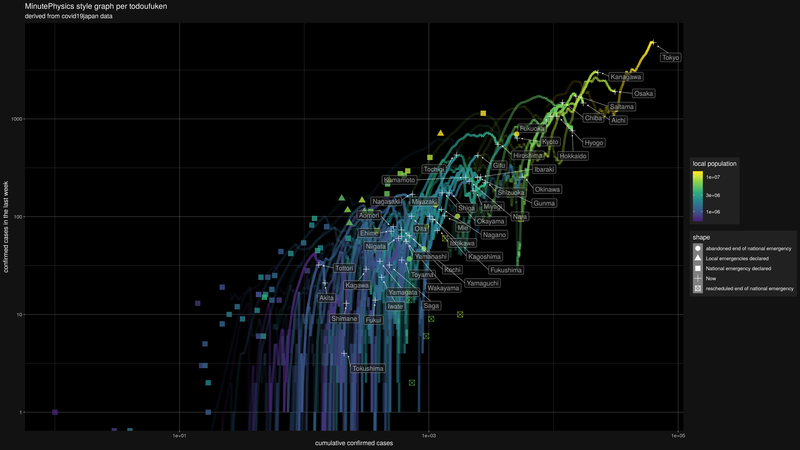 MinutePhysics style graph per todoufuken
derived from covid19japan data
confirmed cases in the last week
1000
100
10
1
1e+01
1e+03
1e+05
cumulative confirmed cases
Tokyo
Kanagawa
Osaka
Saitama
Chiba
Aichi
Fukuoka
Kyoto
Hyogo
Hiroshima
Hokkaido
Tochigi
Gifu
Ibaraki
Kumamoto
Okinawa
Shizuoka
Nagasaki
Miyazaki
Gunma
Shiga
Miyagi
Aomori
Nara
Okayama
Ehime
Oita
Mie
Nagano
Niigata
Ishikawa
Yamanashi
Kagoshima
Tottori
Kochi
Fukushima
Toyama
Kagawa
Wakayama
Yamaguchi
Akita
Yamagata
Saga
Iwate
Shimane
Fukui
Tokushima
local population
1e+07
3e+06
1e+06
shape
abandoned end of national emergency
Local emergencies declared
National emergency declared
Now
rescheduled end of national emergency